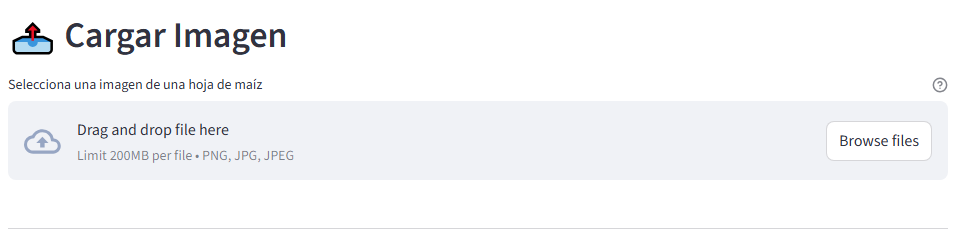 Cargar Imagen
Selecciona una imagen de una hoja de maíz
Drag and drop file here
Limit 200MB per file • PNG, JPG, JPEG
Browse files